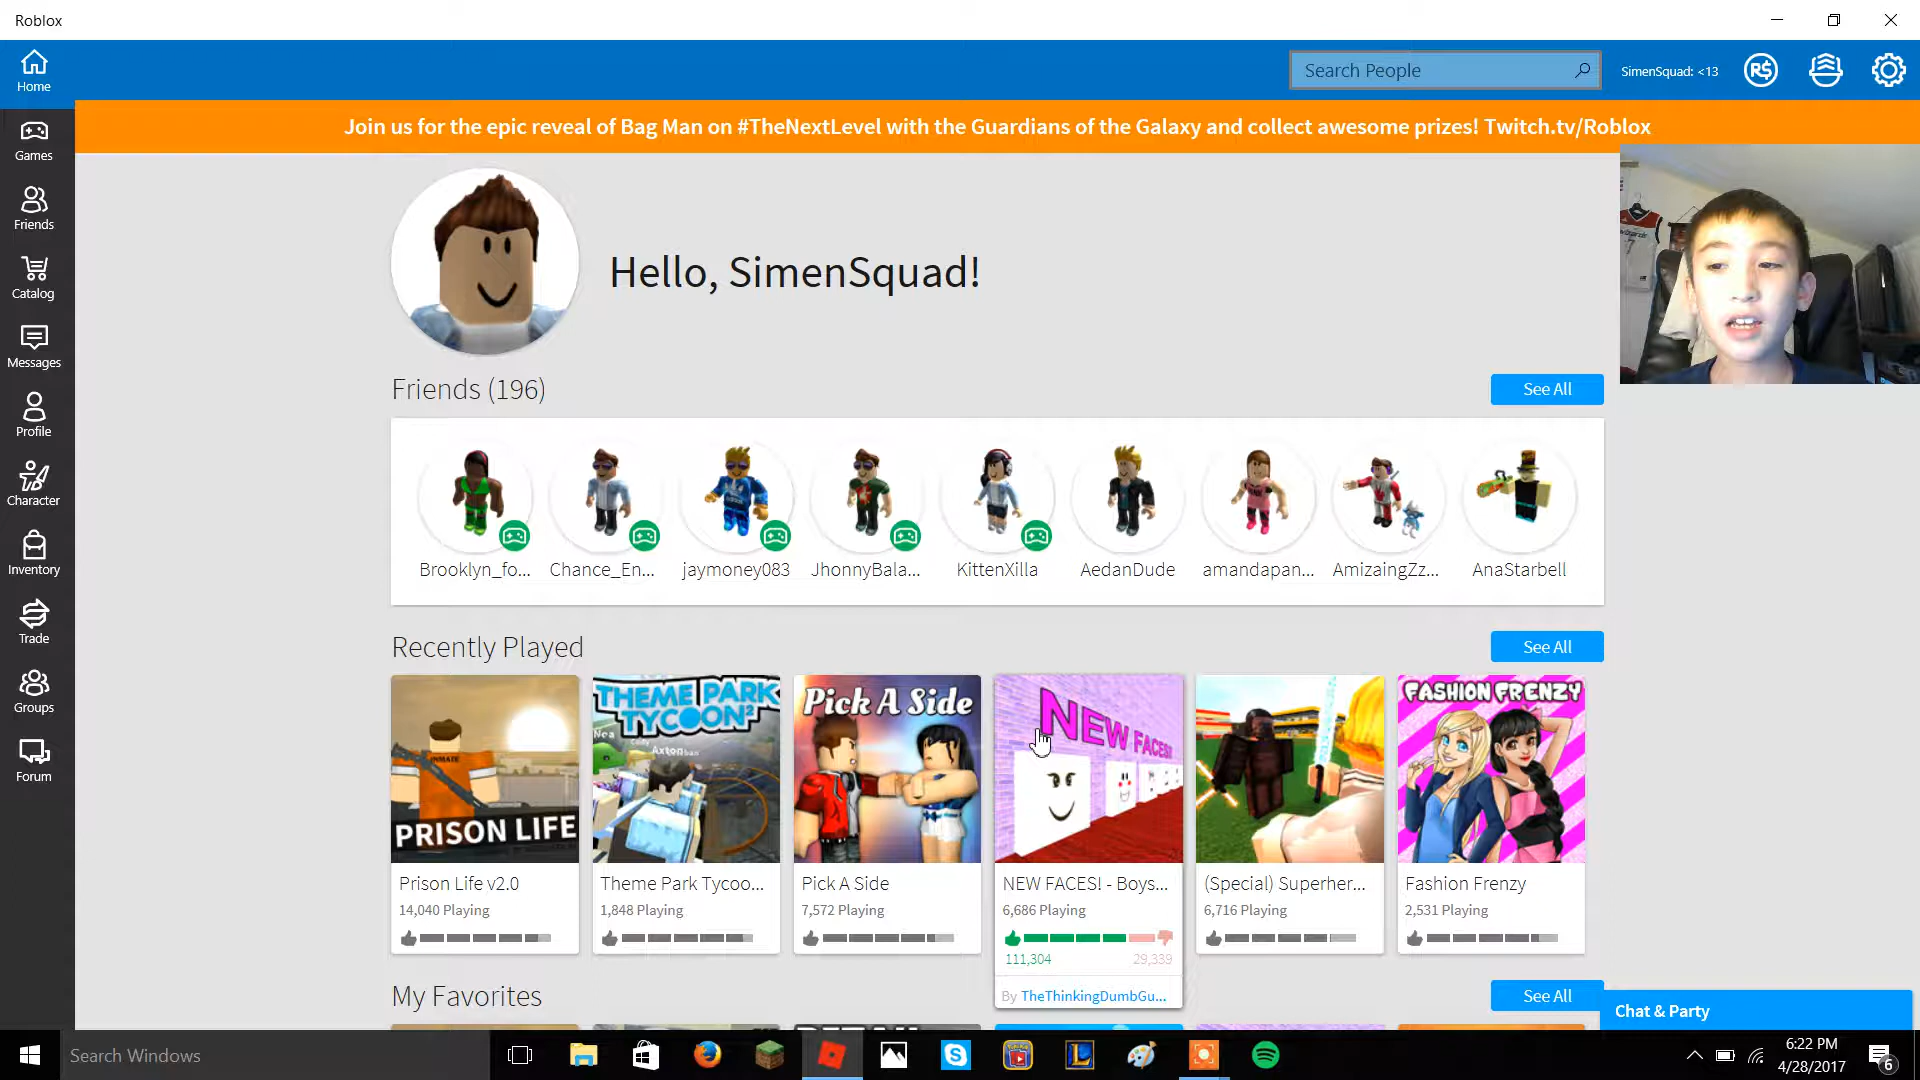 Roblox
Home
Search People
SimenSquad: <13
R$
Join us for the epic reveal of Bag Man on #TheNextLevel with the Guardians of the Galaxy and collect awesome prizes! Twitch.tv/Roblox
Games
Friends
Catalog
Messages
Profile
Character
Inventory
Trade
Groups
Forum
Hello, SimenSquad!
Friends (196)
See All
Brooklyn_fo...
Chance_En...
jaymoney083
JhonnyBala...
KittenXilla
AedanDude
amandapan...
AmizaingZz...
AnaStarbell
Recently Played
See All
INMATE
PRISON LIFE
THEME PARK
TYCOON²
Axton
Pick A Side
NEW FACES!
FASHION FRENZY
Prison Life v2.0
Theme Park Tycoo...
Pick A Side
NEW FACES! - Boys...
(Special) Superher...
Fashion Frenzy
14,040 Playing
1,848 Playing
7,572 Playing
6,686 Playing
6,716 Playing
2,531 Playing
111,304
29,339
By TheThinkingDumbGu...
My Favorites
See All
Chat & Party
Search Windows
6:22 PM
4/28/2017
6